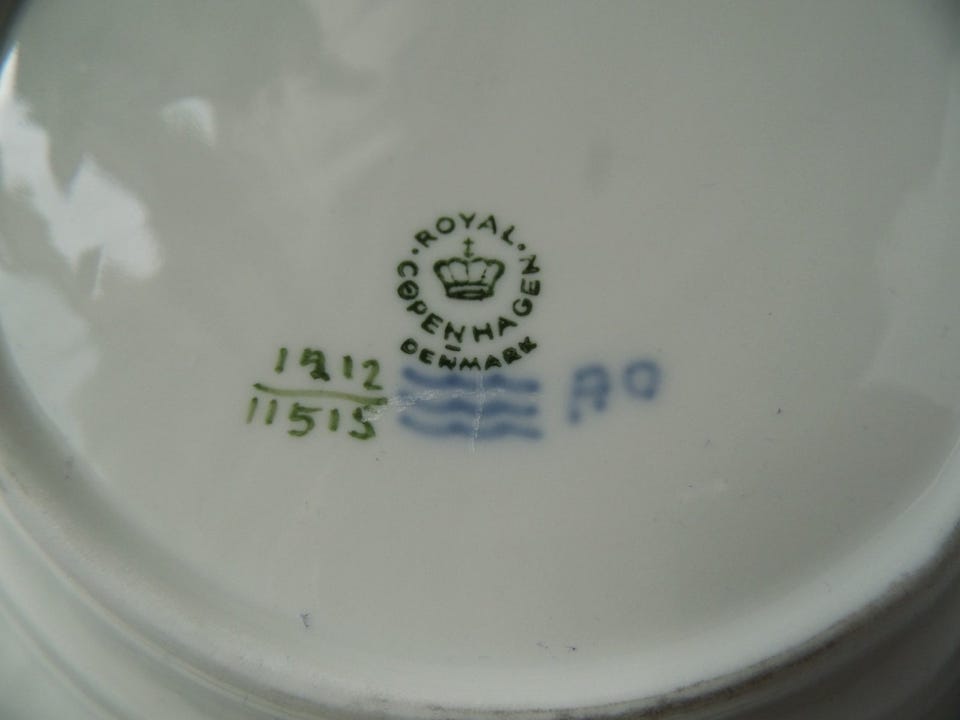 ROYAL
COPENHAGEN
DENMARK
1212
11515